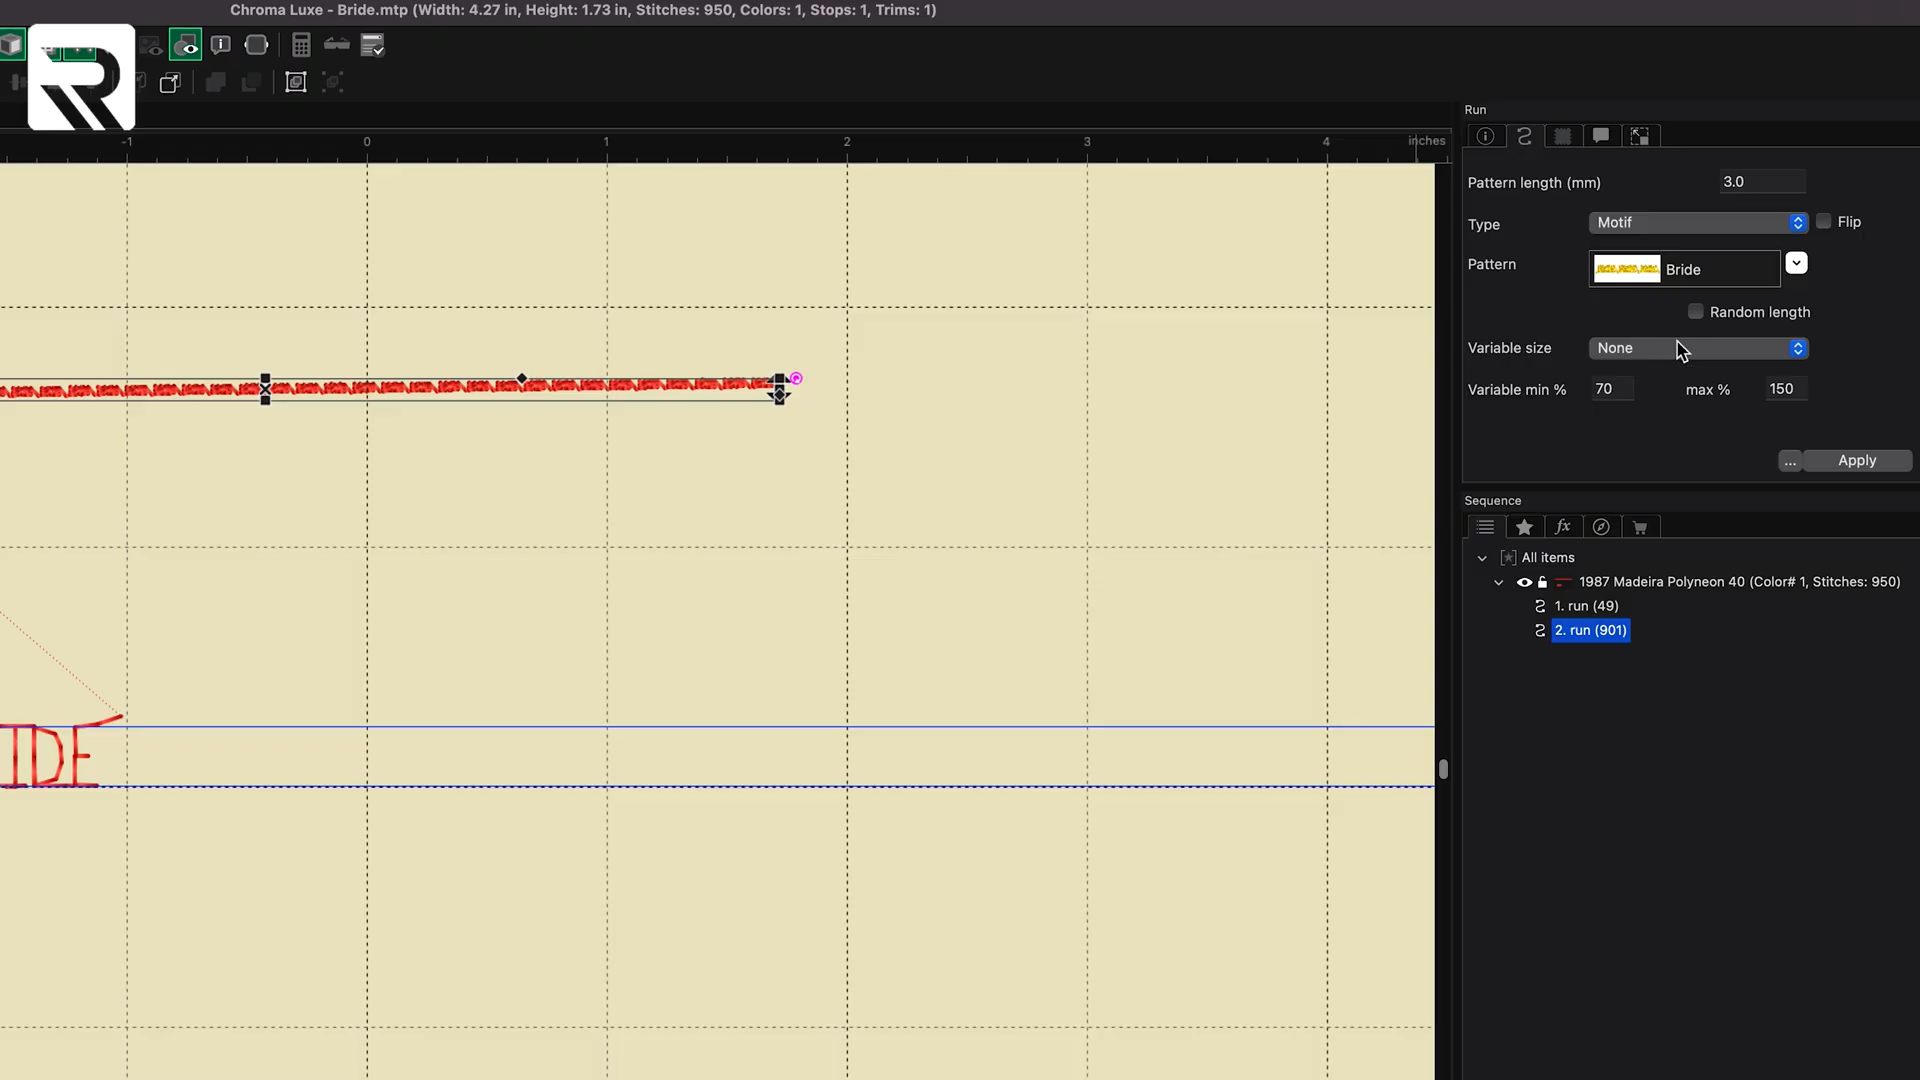 Chroma Luxe - Bride.mtp (Width: 4.27 in, Height: 1.73 in, Stitches: 950, Colors: 1, Stops: 1, Trims: 1)
R
Run
-1 0 1 2 3 4 inches
Pattern length (mm) 3.0
Type Motif Flip
Pattern Bride
Random length
Variable size None
Variable min % 70 max % 150
... Apply
Sequence
fx
All items
1987 Madeira Polyneon 40 (Color# 1, Stitches: 950)
1. run (49)
2. run (901)
IDE